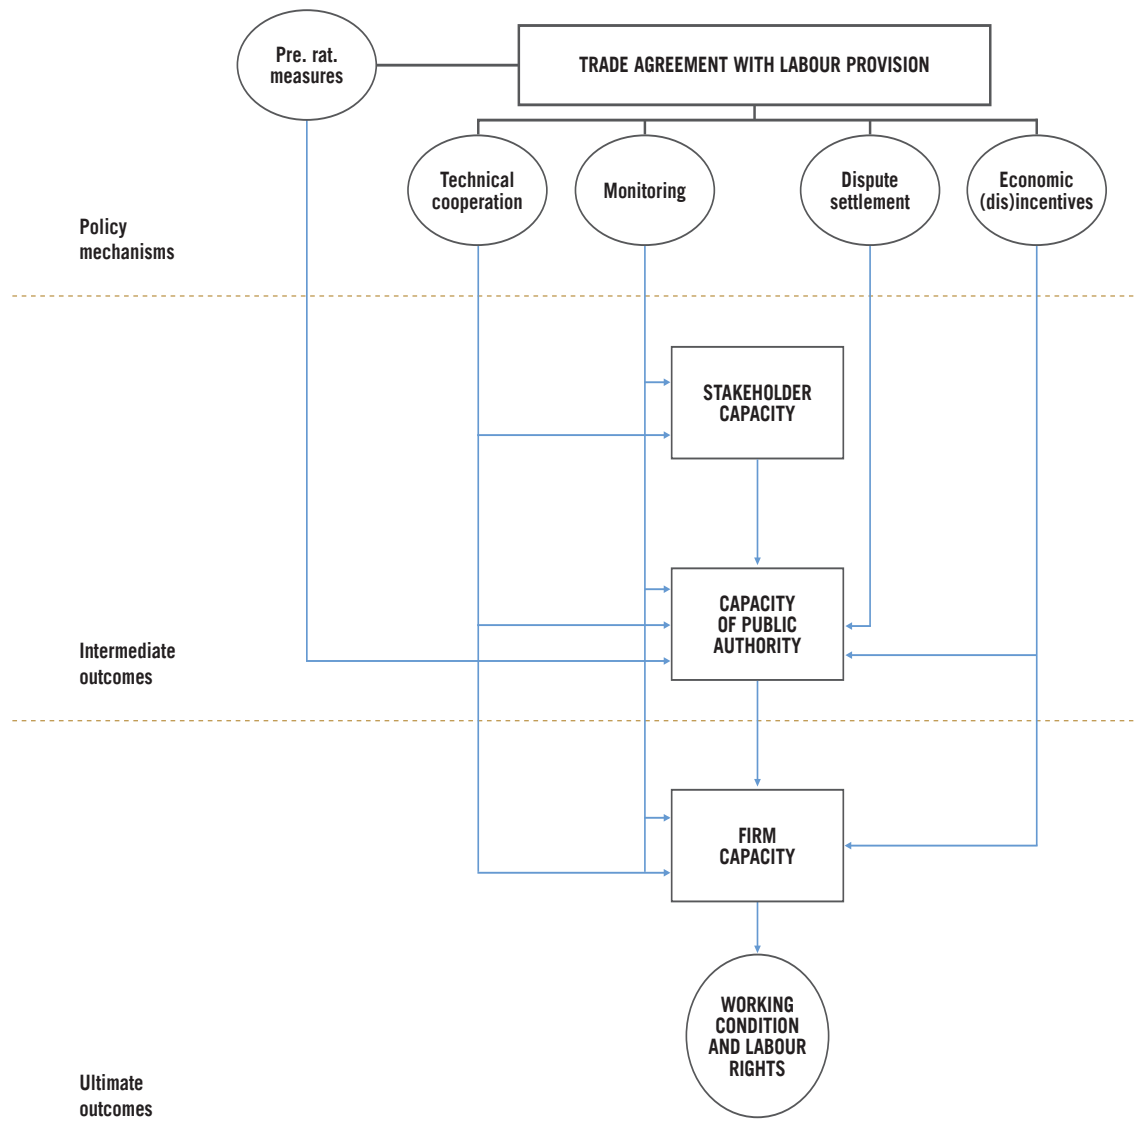 Pre. rat.
measures
TRADE AGREEMENT WITH LABOUR PROVISION
Technical
cooperation
Monitoring
Dispute
settlement
Economic
(dis)incentives
Policy
mechanisms
STAKEHOLDER
CAPACITY
CAPACITY
OF PUBLIC
AUTHORITY
Intermediate
outcomes
FIRM
CAPACITY
WORKING
CONDITION
AND LABOUR
RIGHTS
Ultimate
outcomes